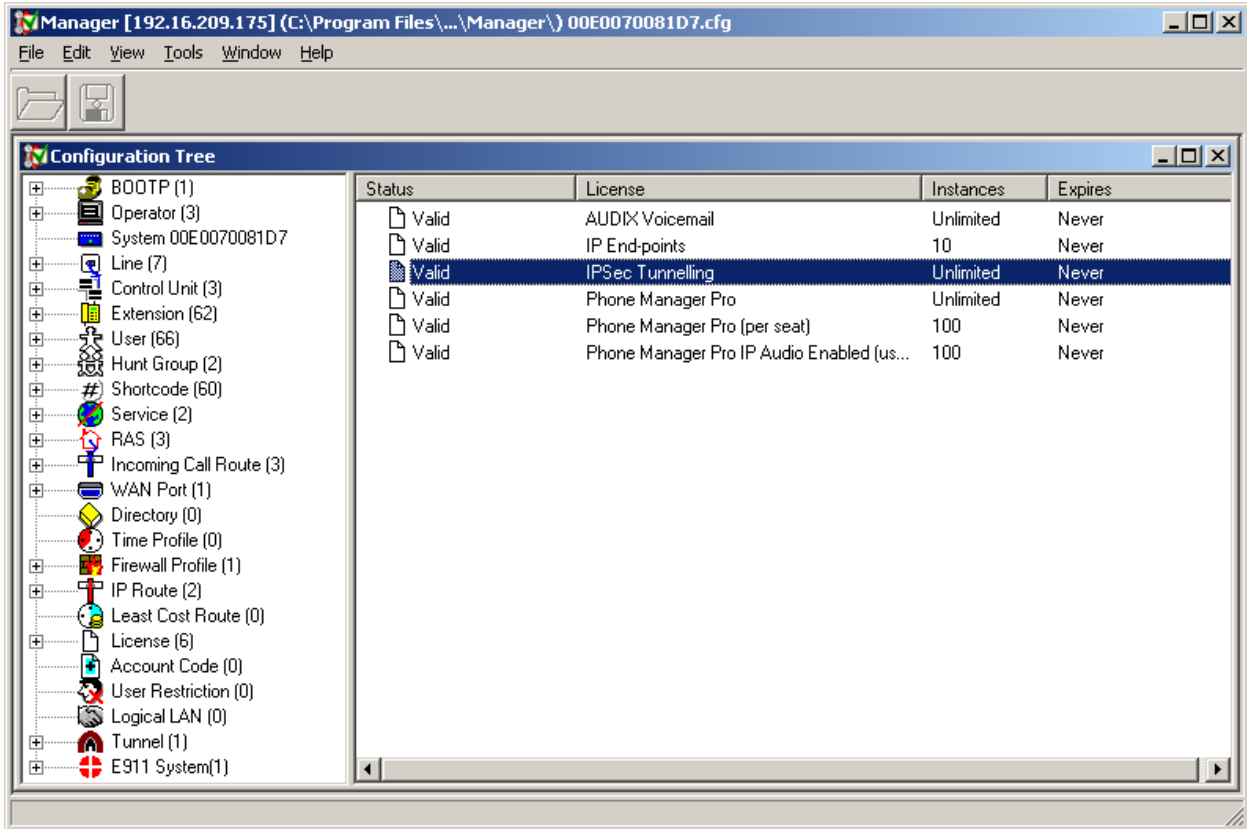 Manager [192.16.209.175] (C:\Program Files\...\Manager\) 00E0070081D7.cfg
File Edit View Tools Window Help
Configuration Tree
BOOTP (1)
Operator (3)
System 00E0070081D7
Line (7)
Control Unit (3)
Extension (62)
User (66)
Hunt Group (2)
Shortcode (60)
Service (2)
RAS (3)
Incoming Call Route (3)
WAN Port (1)
Directory (0)
Time Profile (0)
Firewall Profile (1)
IP Route (2)
Least Cost Route (0)
License (6)
Account Code (0)
User Restriction (0)
Logical LAN (0)
Tunnel (1)
E911 System(1)
Status License Instances Expires
Valid AUDIX Voicemail Unlimited Never
Valid IP End-points 10 Never
Valid IPSec Tunnelling Unlimited Never
Valid Phone Manager Pro Unlimited Never
Valid Phone Manager Pro (per seat) 100 Never
Valid Phone Manager Pro IP Audio Enabled (us... 100 Never